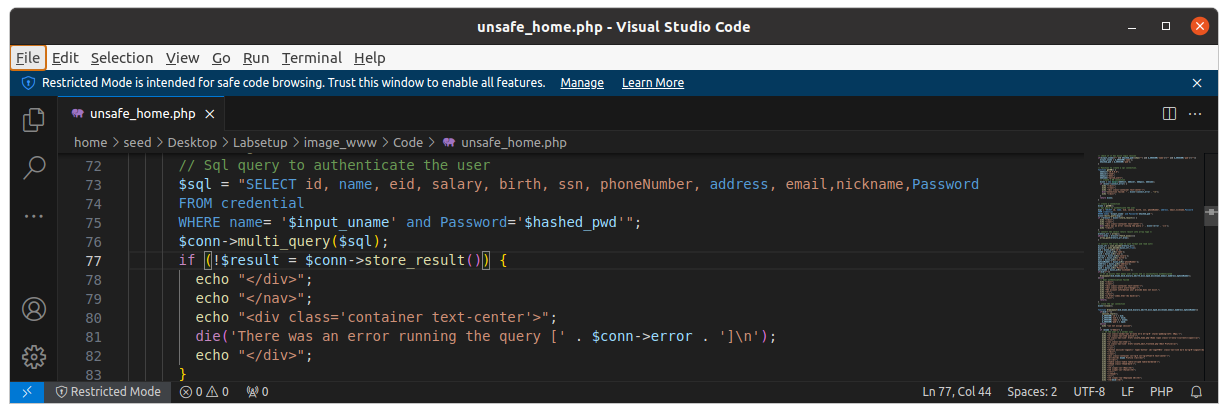 unsafe_home.php - Visual Studio Code
File Edit Selection View Go Run Terminal Help
Restricted Mode is intended for safe code browsing. Trust this window to enable all features. Manage Learn More
unsafe_home.php
home > seed > Desktop > Labsetup > image_www > Code > unsafe_home.php
72 // Sql query to authenticate the user
73 $sql = "SELECT id, name, eid, salary, birth, ssn, phoneNumber, address, email,nickname,Password
74 FROM credential
75 WHERE name= '$input_uname' and Password='$hashed_pwd'";
76 $conn->multi_query($sql);
77 if (!$result = $conn->store_result()) {
78 echo "</div>";
79 echo "</nav>";
80 echo "<div class='container text-center'>";
81 die('There was an error running the query [' . $conn->error . ']\n');
82 echo "</div>";
83 }
Restricted Mode 0 0 0 Ln 77, Col 44 Spaces: 2 UTF-8 LF PHP